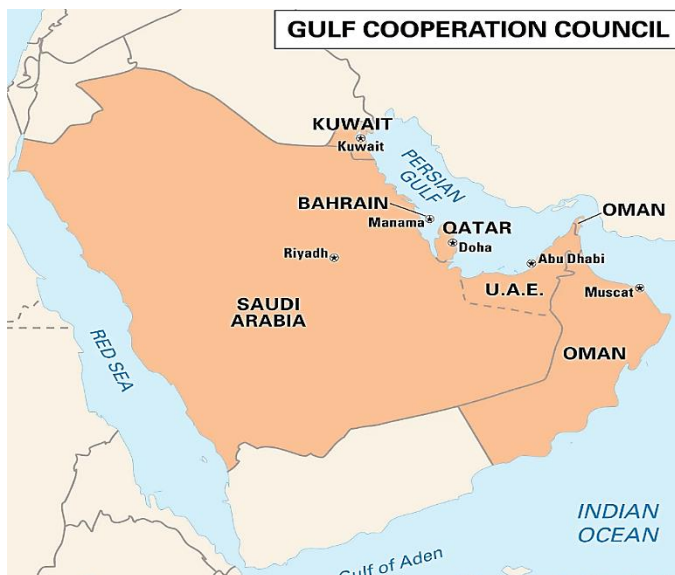 GULF COOPERATION COUNCIL
KUWAIT
Kuwait
PERSIAN
GULF
BAHRAIN
Manama
QATAR
Doha
OMAN
Abu Dhabi
Riyadh
U.A.E.
Muscat
SAUDI
ARABIA
OMAN
RED SEA
INDIAN
OCEAN
Gulf of Aden